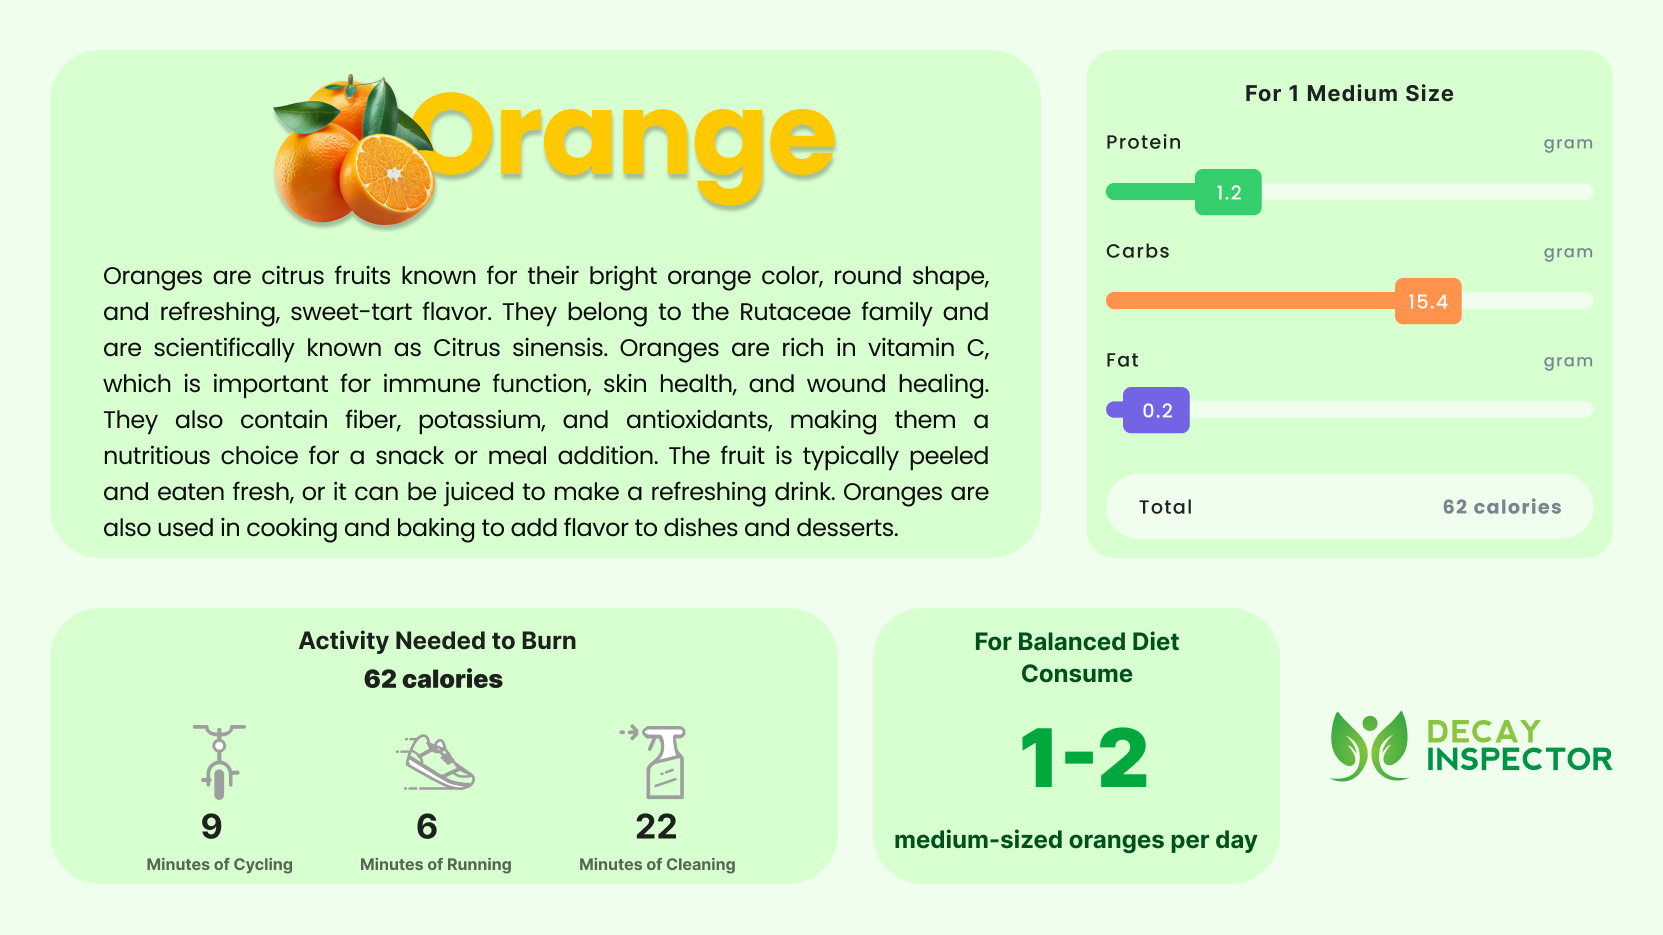 Orange
Oranges are citrus fruits known for their bright orange color, round shape,
and refreshing, sweet-tart flavor. They belong to the Rutaceae family and
are scientifically known as Citrus sinensis. Oranges are rich in vitamin C,
which is important for immune function, skin health, and wound healing.
They also contain fiber, potassium, and antioxidants, making them a
nutritious choice for a snack or meal addition. The fruit is typically peeled
and eaten fresh, or it can be juiced to make a refreshing drink. Oranges are
also used in cooking and baking to add flavor to dishes and desserts.
For 1 Medium Size
Protein gram
1.2
Carbs gram
15.4
Fat gram
0.2
Total 62 calories
Activity Needed to Burn
62 calories
9
Minutes of Cycling
6
Minutes of Running
22
Minutes of Cleaning
For Balanced Diet
Consume
1-2
medium-sized oranges per day
DECAY
INSPECTOR